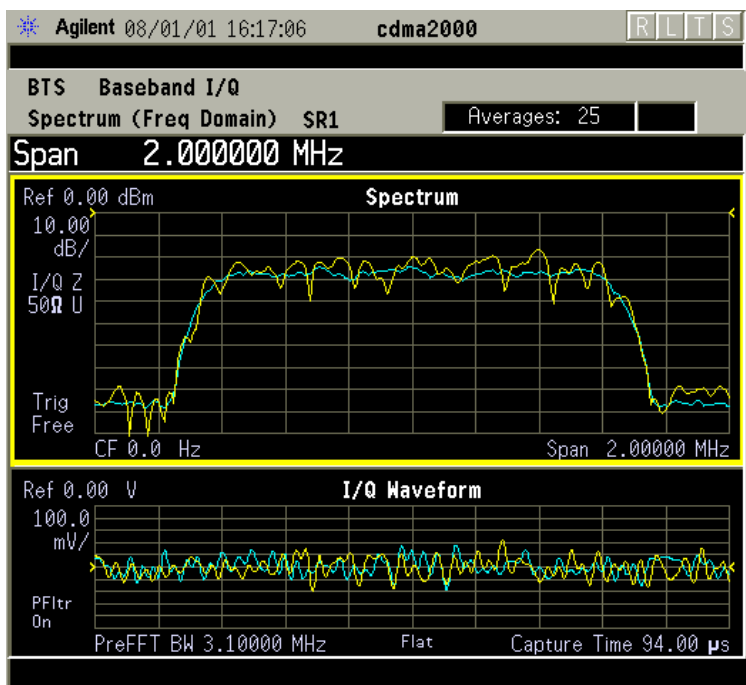 Agilent 08/01/01 16:17:06 cdma2000 R L T S
BTS Baseband I/Q
Spectrum (Freq Domain) SR1 Averages: 25
Span 2.000000 MHz
Ref 0.00 dBm Spectrum
10.00
dB/
I/Q Z
50Ω U
Trig
Free
CF 0.0 Hz Span 2.00000 MHz
Ref 0.00 V I/Q Waveform
100.0
mV/
PFltr
On
PreFFT BW 3.10000 MHz Flat Capture Time 94.00 µs